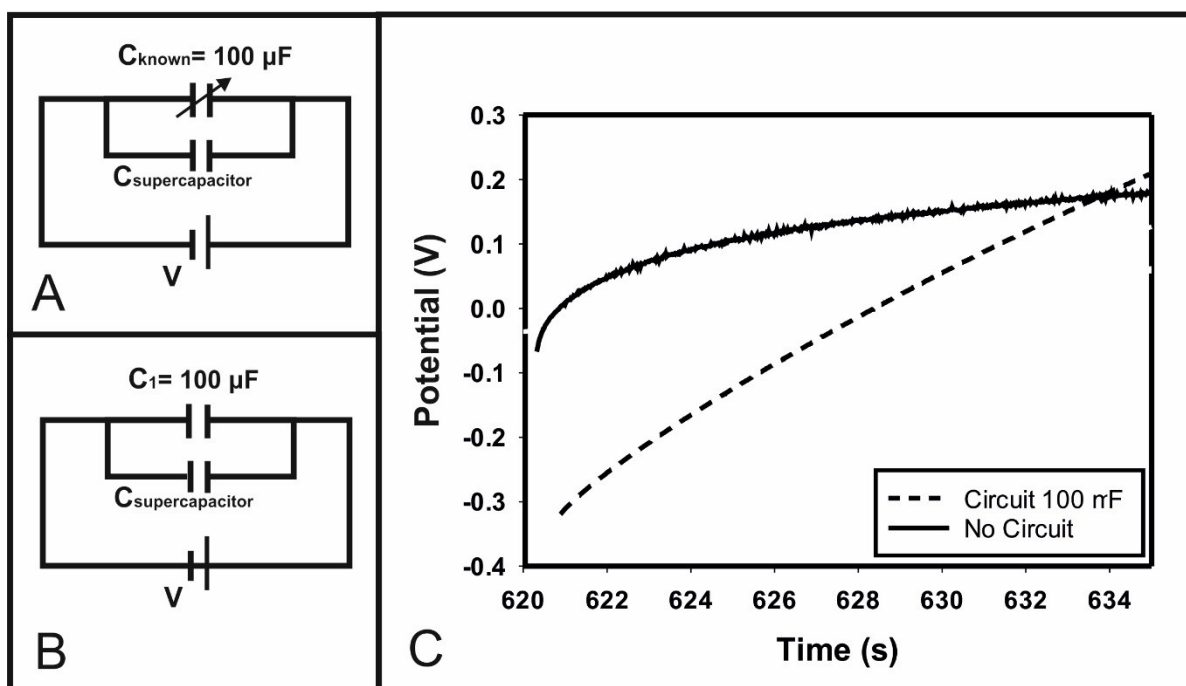 Cknown= 100 µF
Csupercapacitor
V
A
C1= 100 µF
Csupercapacitor
V
B
0.3
0.2
0.1
0.0
-0.1
-0.2
-0.3
-0.4
Potential (V)
620 622 624 626 628 630 632 634
Time (s)
Circuit 100 mF
No Circuit
C